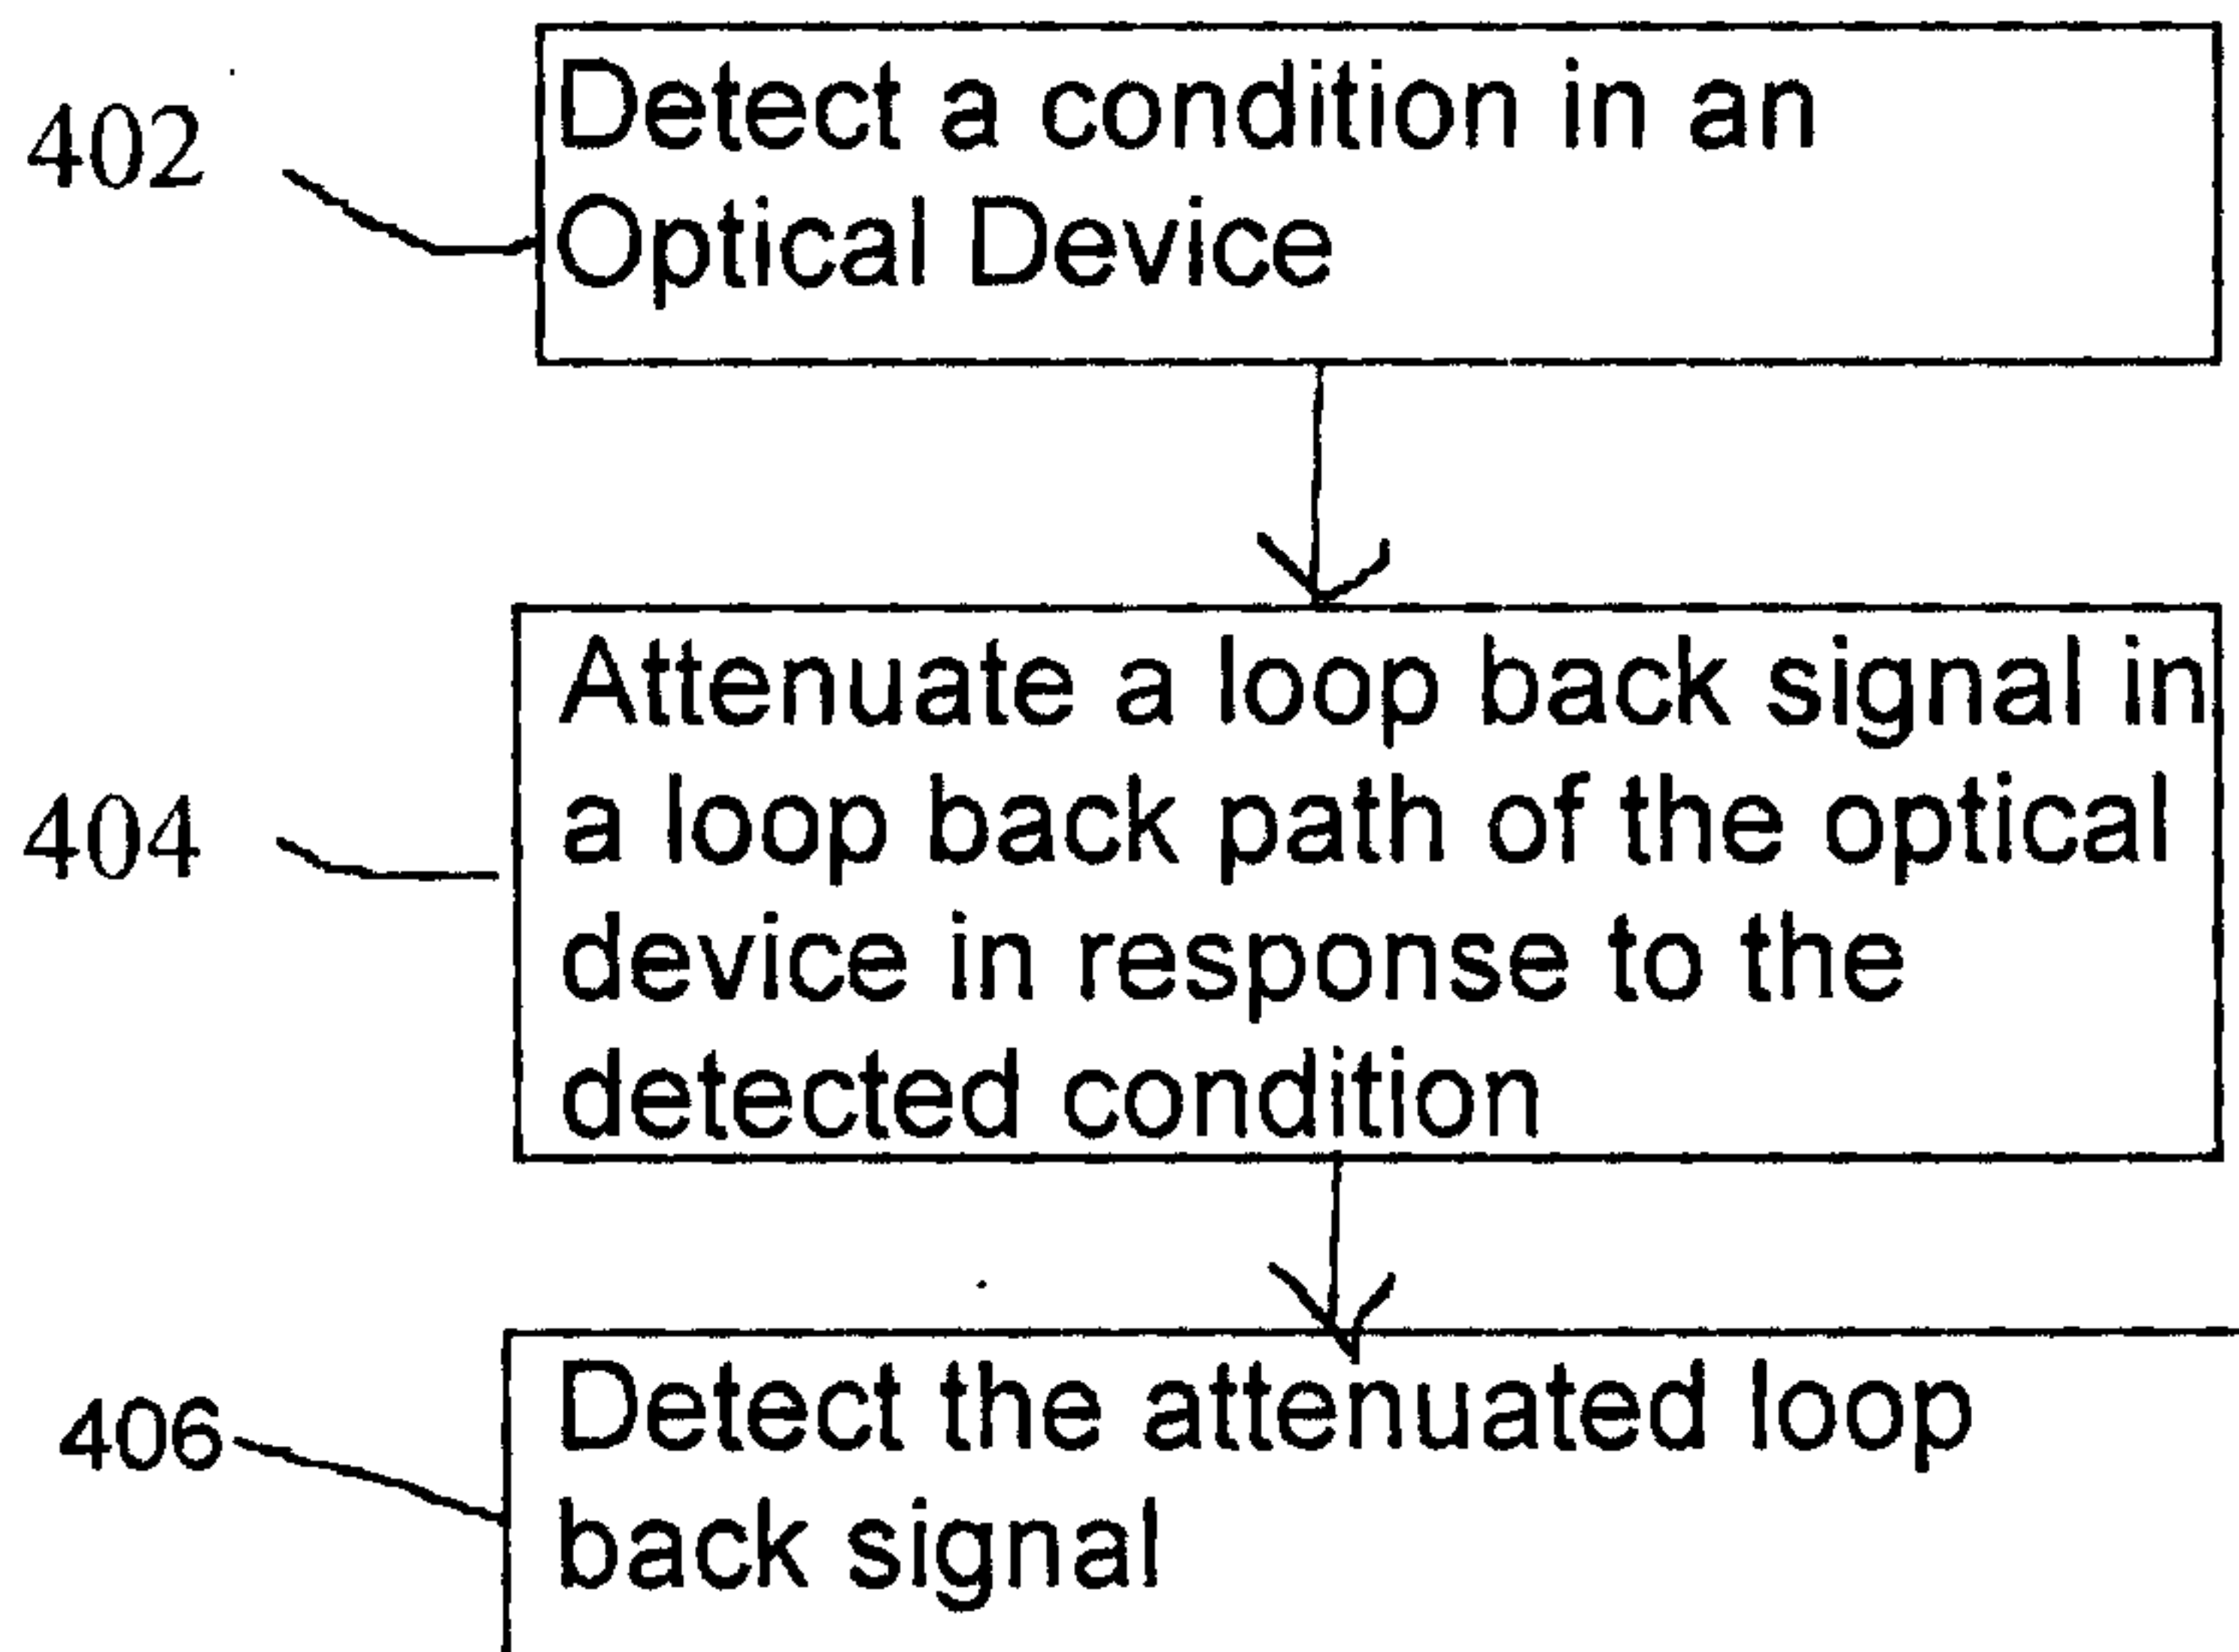 402
Detect a condition in an
Optical Device
404
Attenuate a loop back signal in
a loop back path of the optical
device in response to the
detected condition
406
Detect the attenuated loop
back signal